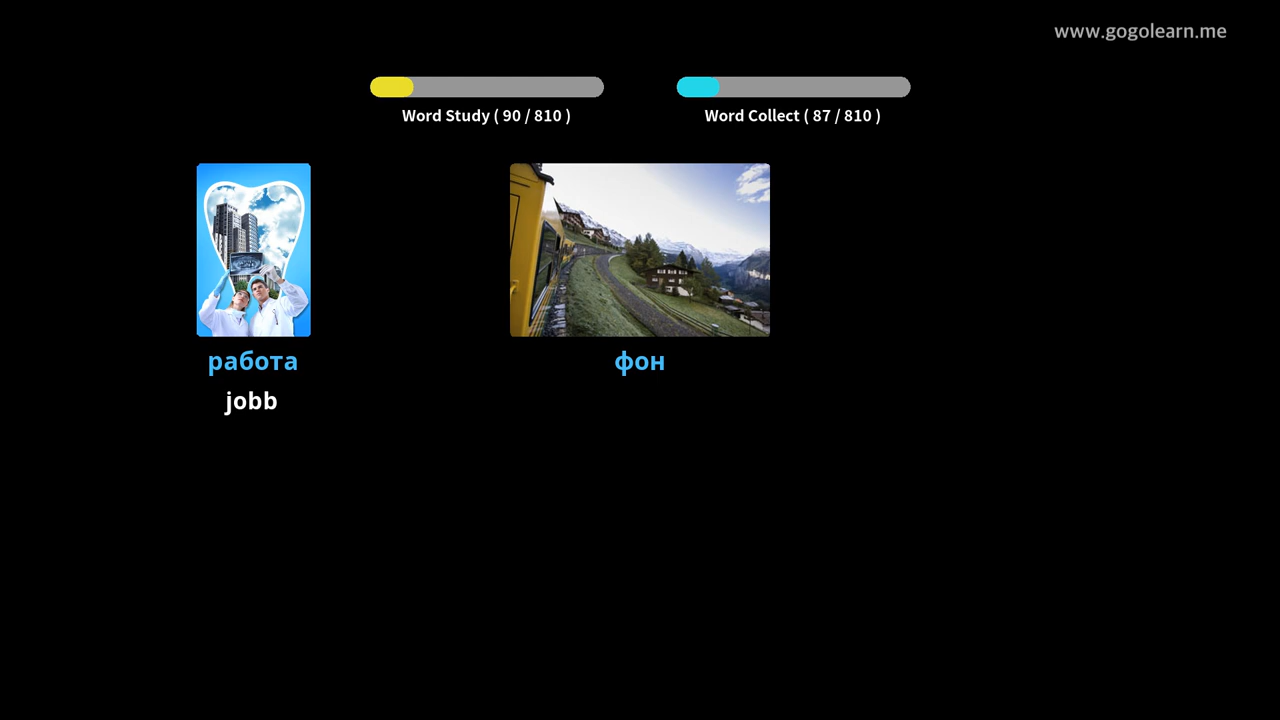 www.gogolearn.me
Word Study ( 90 / 810 )
Word Collect ( 87 / 810 )
работа
фон
jobb